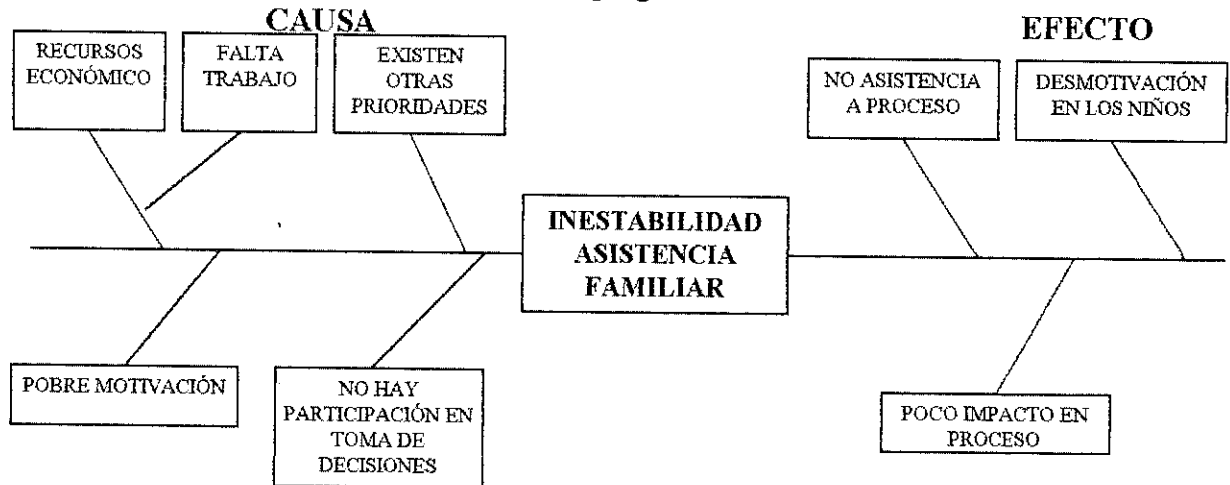 CAUSA
EFECTO
RECURSOS
ECONÓMICO
FALTA
TRABAJO
EXISTEN
OTRAS
PRIORIDADES
NO ASISTENCIA
A PROCESO
DESMOTIVACIÓN
EN LOS NIÑOS
INESTABILIDAD
ASISTENCIA
FAMILIAR
POBRE MOTIVACIÓN
NO HAY
PARTICIPACIÓN EN
TOMA DE
DECISIONES
POCO IMPACTO EN
PROCESO